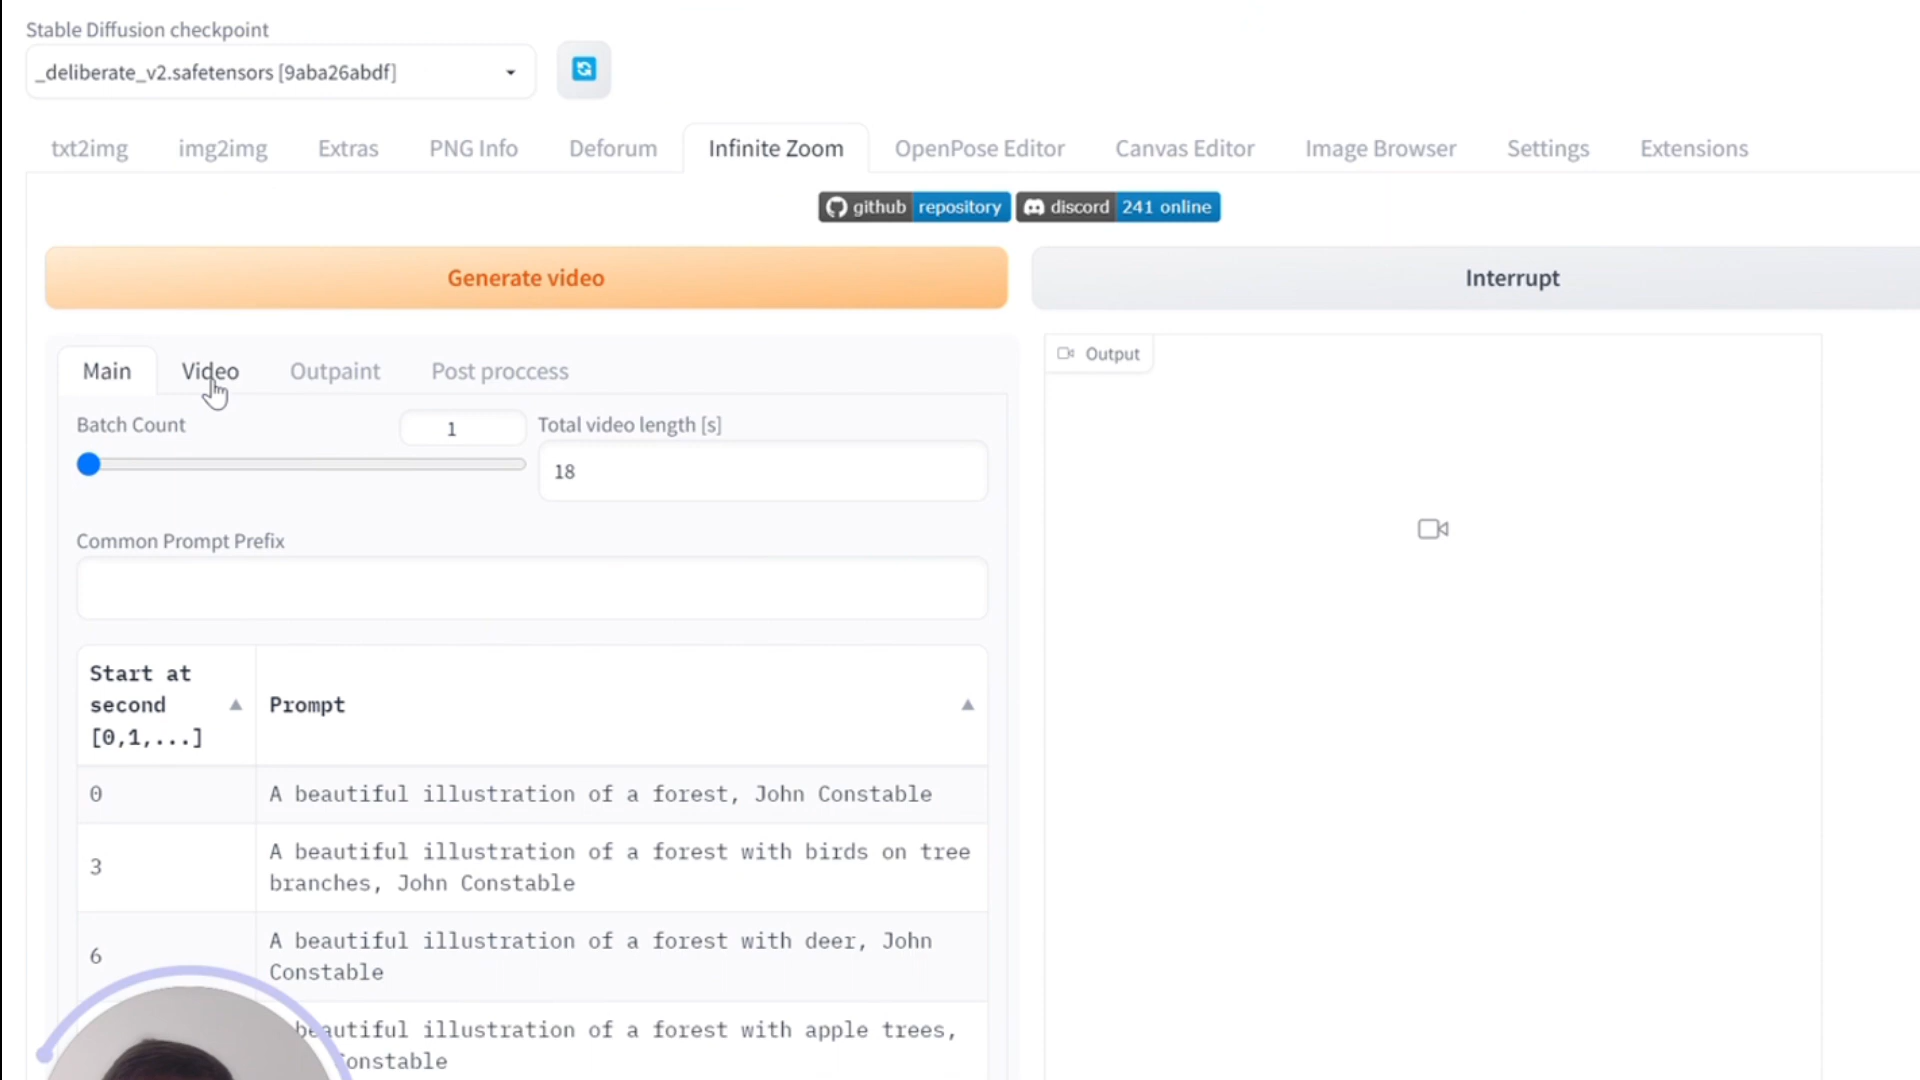 Stable Diffusion checkpoint
_deliberate_v2.safetensors [9aba26abdf]
txt2img img2img Extras PNG Info Deforum Infinite Zoom OpenPose Editor Canvas Editor Image Browser Settings Extensions
github repository discord 241 online
Generate video Interrupt
Main Video Outpaint Post proccess
Output
Batch Count 1 Total video length [s]
18
Common Prompt Prefix
Start at
second
[0,1,...]
Prompt
0 A beautiful illustration of a forest, John Constable
3 A beautiful illustration of a forest with birds on tree
branches, John Constable
6 A beautiful illustration of a forest with deer, John
Constable
beautiful illustration of a forest with apple trees,
Constable